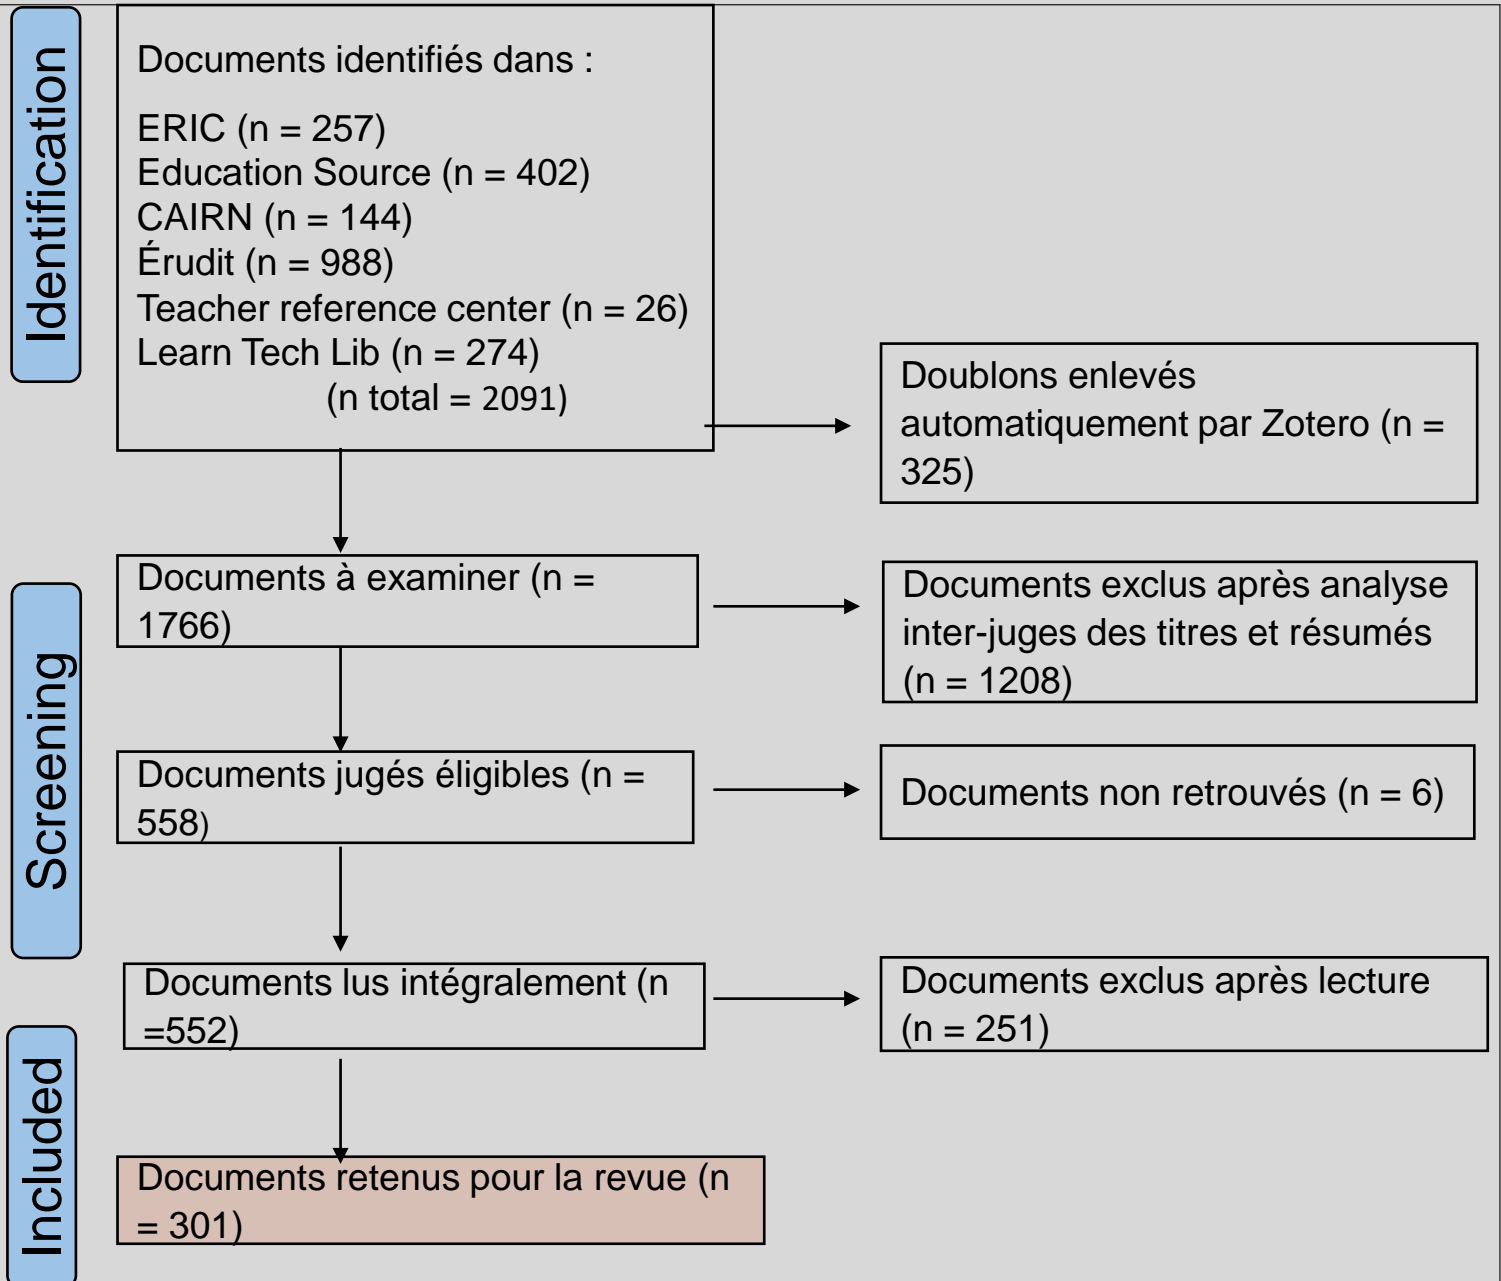 Identification
Documents identifiés dans :
ERIC (n = 257)
Education Source (n = 402)
CAIRN (n = 144)
Érudit (n = 988)
Teacher reference center (n = 26)
Learn Tech Lib (n = 274)
(n total = 2091)
Doublons enlevés
automatiquement par Zotero (n =
325)
Screening
Documents à examiner (n =
1766)
Documents exclus après analyse
inter-juges des titres et résumés
(n = 1208)
Documents jugés éligibles (n =
558)
Documents non retrouvés (n = 6)
Documents lus intégralement (n
=552)
Documents exclus après lecture
(n = 251)
Included
Documents retenus pour la revue (n
= 301)